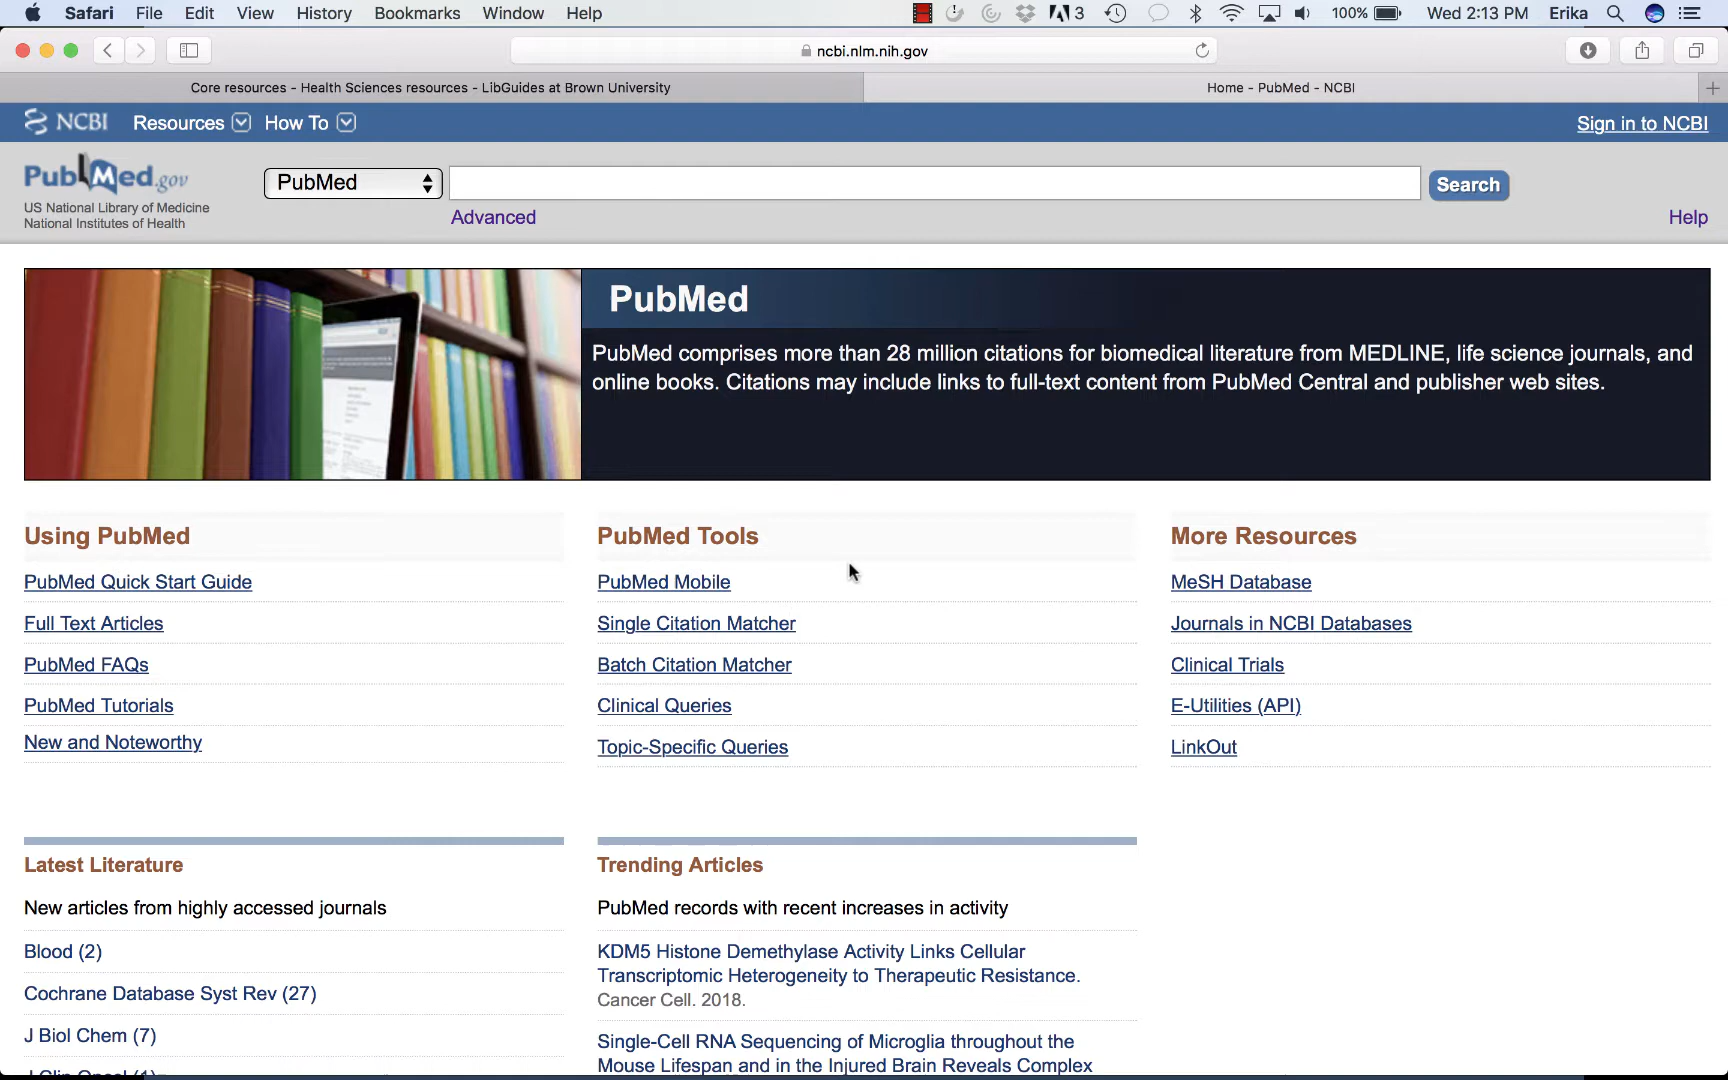 Safari File Edit View History Bookmarks Window Help 3 100% Wed 2:13 PM Erika
ncbi.nlm.nih.gov
Core resources - Health Sciences resources - LibGuides at Brown University
Home - PubMed - NCBI
NCBI Resources How To Sign in to NCBI
PubMed.gov
US National Library of Medicine
National Institutes of Health
PubMed
Search
Advanced
Help
PubMed
PubMed comprises more than 28 million citations for biomedical literature from MEDLINE, life science journals, and
online books. Citations may include links to full-text content from PubMed Central and publisher web sites.
Using PubMed
PubMed Quick Start Guide
Full Text Articles
PubMed FAQs
PubMed Tutorials
New and Noteworthy
PubMed Tools
PubMed Mobile
Single Citation Matcher
Batch Citation Matcher
Clinical Queries
Topic-Specific Queries
More Resources
MeSH Database
Journals in NCBI Databases
Clinical Trials
E-Utilities (API)
LinkOut
Latest Literature
New articles from highly accessed journals
Blood (2)
Cochrane Database Syst Rev (27)
J Biol Chem (7)
Trending Articles
PubMed records with recent increases in activity
KDM5 Histone Demethylase Activity Links Cellular
Transcriptomic Heterogeneity to Therapeutic Resistance.
Cancer Cell. 2018.
Single-Cell RNA Sequencing of Microglia throughout the
Mouse Lifespan and in the Injured Brain Reveals Complex